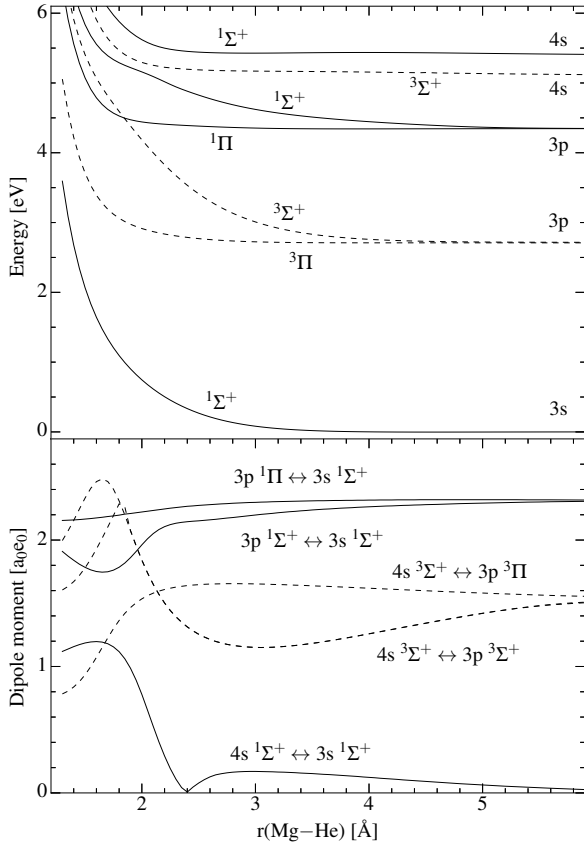 6
4
2
0
Energy [eV]
¹Σ⁺
4s
³Σ⁺
4s
¹Σ⁺
¹Π
3p
³Σ⁺
3p
³Π
¹Σ⁺
3s
2
1
0
Dipole moment [a₀e₀]
3p ¹Π ↔ 3s ¹Σ⁺
3p ¹Σ⁺ ↔ 3s ¹Σ⁺
4s ³Σ⁺ ↔ 3p ³Π
4s ³Σ⁺ ↔ 3p ³Σ⁺
4s ¹Σ⁺ ↔ 3s ¹Σ⁺
2 3 4 5
r(Mg−He) [Å]